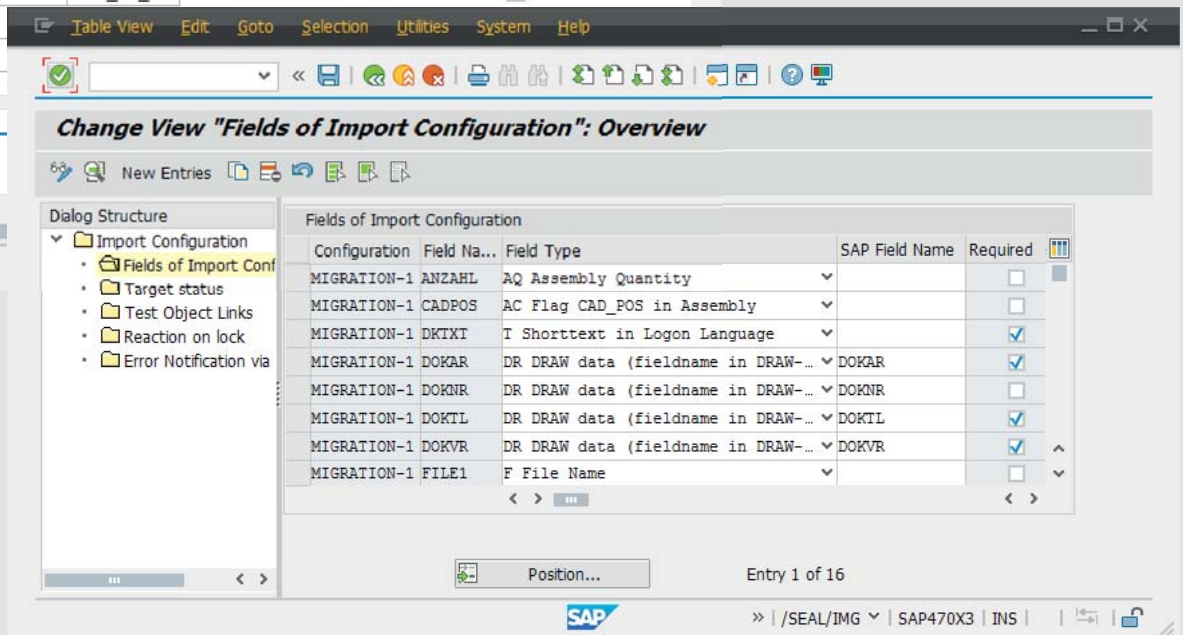 Table View Edit Goto Selection Utilities System Help
Change View "Fields of Import Configuration": Overview
New Entries
Dialog Structure
Import Configuration
Fields of Import Conf
Target status
Test Object Links
Reaction on lock
Error Notification via
Fields of Import Configuration
Configuration Field Na... Field Type SAP Field Name Required
MIGRATION-1 ANZAHL AQ Assembly Quantity
MIGRATION-1 CADPOS AC Flag CAD_POS in Assembly
MIGRATION-1 DKTXT T Shorttext in Logon Language
MIGRATION-1 DOKAR DR DRAW data (fieldname in DRAW-… DOKAR
MIGRATION-1 DOKNR DR DRAW data (fieldname in DRAW-… DOKNR
MIGRATION-1 DOKTL DR DRAW data (fieldname in DRAW-… DOKTL
MIGRATION-1 DOKVR DR DRAW data (fieldname in DRAW-… DOKVR
MIGRATION-1 FILE1 F File Name
Position... Entry 1 of 16
SAP » | /SEAL/IMG | SAP470X3 | INS |